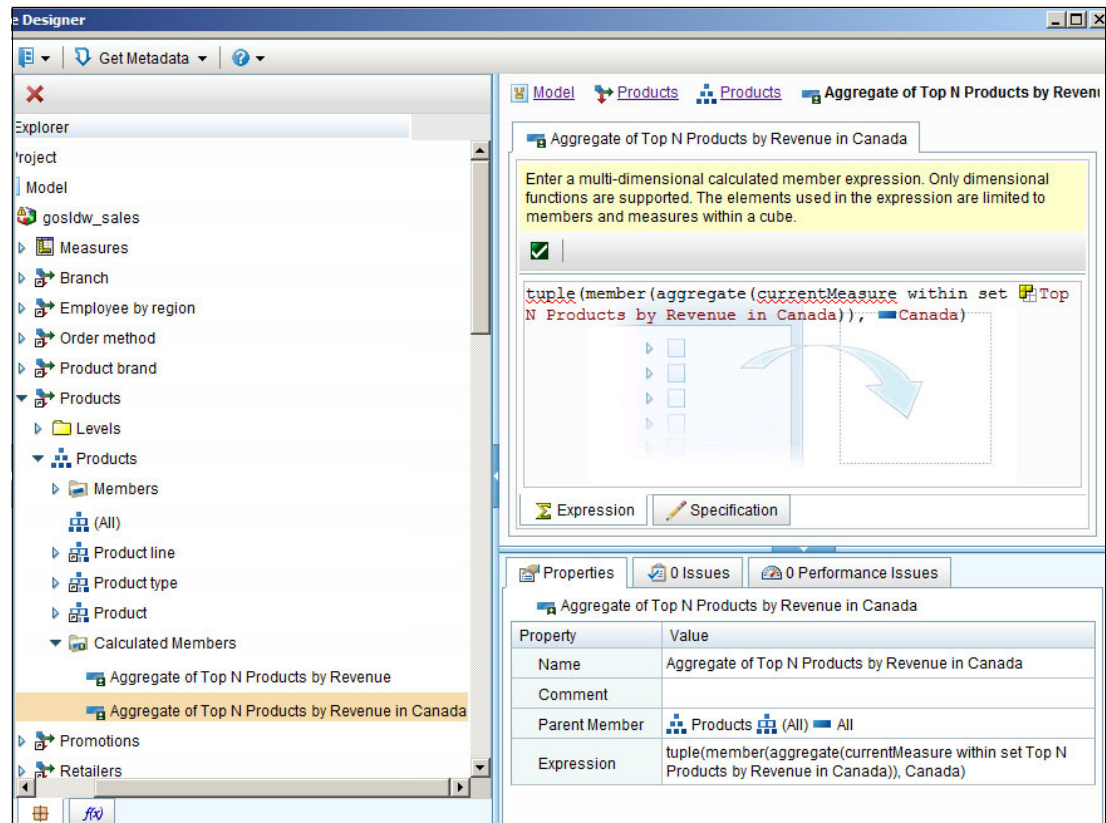 e Designer
Get Metadata
Explorer
Project
Model
gosldw_sales
Measures
Branch
Employee by region
Order method
Product brand
Products
Levels
Products
Members
(All)
Product line
Product type
Product
Calculated Members
Aggregate of Top N Products by Revenue
Aggregate of Top N Products by Revenue in Canada
Promotions
Retailers
f(x)
Model Products Products Aggregate of Top N Products by Reven
Aggregate of Top N Products by Revenue in Canada
Enter a multi-dimensional calculated member expression. Only dimensional
functions are supported. The elements used in the expression are limited to
members and measures within a cube.
tuple(member(aggregate(currentMeasure within set Top
N Products by Revenue in Canada)), Canada)
Expression Specification
Properties 0 Issues 0 Performance Issues
Aggregate of Top N Products by Revenue in Canada
Property Value
Name Aggregate of Top N Products by Revenue in Canada
Comment
Parent Member Products (All) All
Expression tuple(member(aggregate(currentMeasure within set Top N
Products by Revenue in Canada)), Canada)